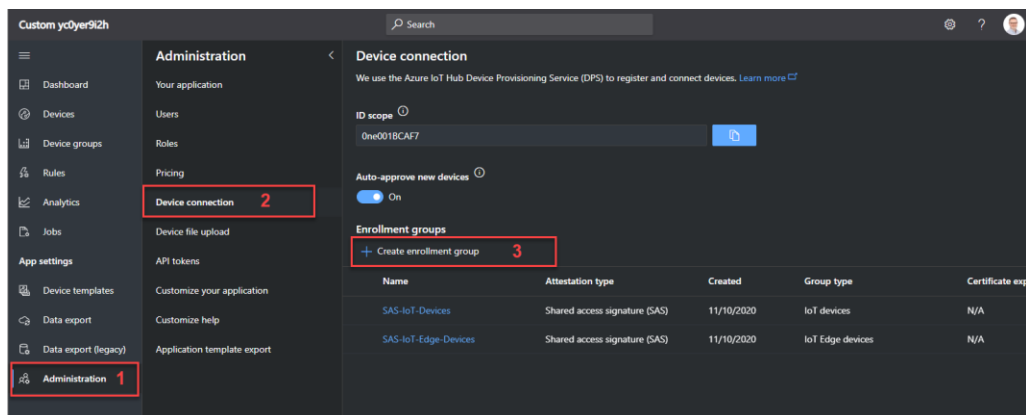 Custom yc0yer9i2h
Search
?
Dashboard
Devices
Device groups
Rules
Analytics
Jobs
App settings
Device templates
Data export
Data export (legacy)
Administration 1
Administration
Your application
Users
Roles
Pricing
Device connection 2
Device file upload
API tokens
Customize your application
Customize help
Application template export
Device connection
We use the Azure IoT Hub Device Provisioning Service (DPS) to register and connect devices. Learn more
ID scope
0ne001BCAF7
Auto-approve new devices
On
Enrollment groups
+ Create enrollment group 3
Name Attestation type Created Group type Certificate exp
SAS-IoT-Devices Shared access signature (SAS) 11/10/2020 IoT devices N/A
SAS-IoT-Edge-Devices Shared access signature (SAS) 11/10/2020 IoT Edge devices N/A